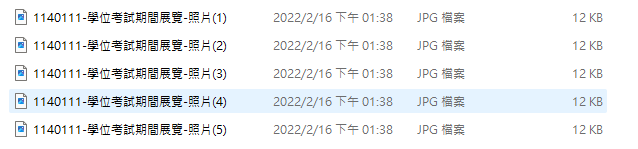 1140111-學位考試期間展覽-照片(1) 2022/2/16 下午 01:38 JPG 檔案 12 KB
1140111-學位考試期間展覽-照片(2) 2022/2/16 下午 01:38 JPG 檔案 12 KB
1140111-學位考試期間展覽-照片(3) 2022/2/16 下午 01:38 JPG 檔案 12 KB
1140111-學位考試期間展覽-照片(4) 2022/2/16 下午 01:38 JPG 檔案 12 KB
1140111-學位考試期間展覽-照片(5) 2022/2/16 下午 01:38 JPG 檔案 12 KB